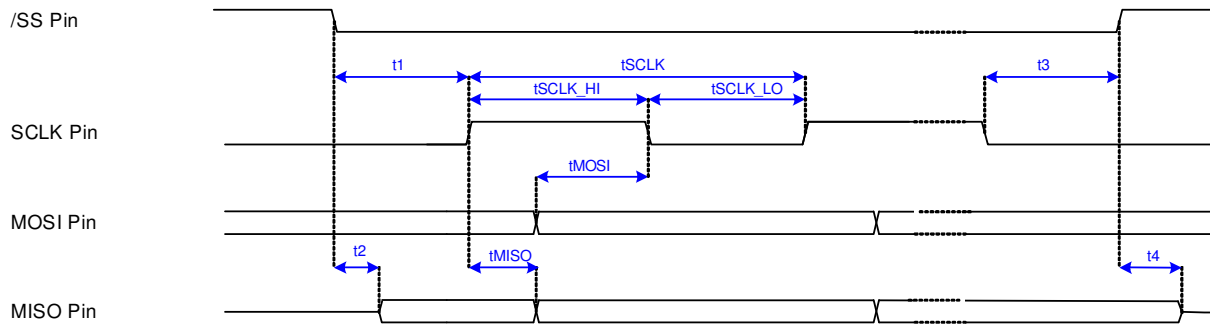 /SS Pin
t1
tSCLK
t3
tSCLK_HI
tSCLK_LO
SCLK Pin
tMOSI
MOSI Pin
t2
tMISO
t4
MISO Pin